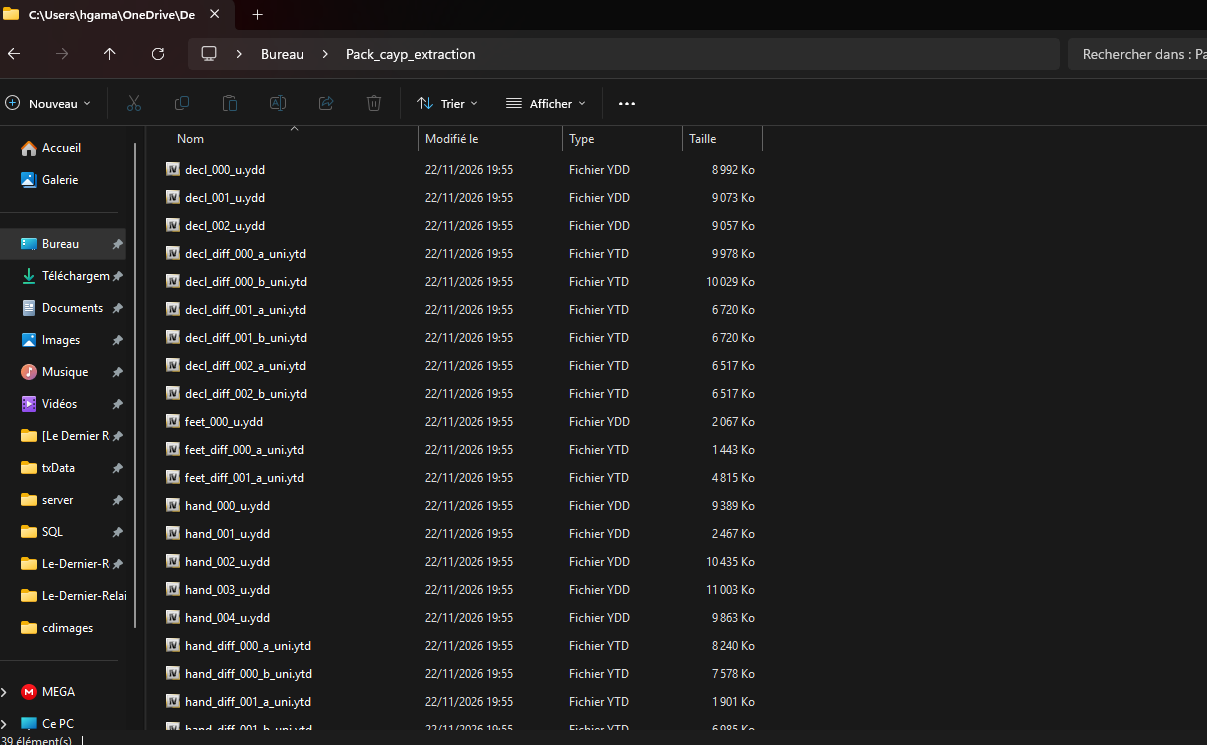 C:\Users\hgama\OneDrive\De
Bureau > Pack_cayp_extraction
Rechercher dans : Pa
Nouveau
Trier
Afficher
Nom Modifié le Type Taille
Accueil
Galerie
Bureau
Téléchargem
Documents
Images
Musique
Vidéos
[Le Dernier R
txData
server
SQL
Le-Dernier-R
Le-Dernier-Relai
cdimages
MEGA
Ce PC
decl_000_u.ydd 22/11/2026 19:55 Fichier YDD 8 992 Ko
decl_001_u.ydd 22/11/2026 19:55 Fichier YDD 9 073 Ko
decl_002_u.ydd 22/11/2026 19:55 Fichier YDD 9 057 Ko
decl_diff_000_a_uni.ytd 22/11/2026 19:55 Fichier YTD 9 978 Ko
decl_diff_000_b_uni.ytd 22/11/2026 19:55 Fichier YTD 10 029 Ko
decl_diff_001_a_uni.ytd 22/11/2026 19:55 Fichier YTD 6 720 Ko
decl_diff_001_b_uni.ytd 22/11/2026 19:55 Fichier YTD 6 720 Ko
decl_diff_002_a_uni.ytd 22/11/2026 19:55 Fichier YTD 6 517 Ko
decl_diff_002_b_uni.ytd 22/11/2026 19:55 Fichier YTD 6 517 Ko
feet_000_u.ydd 22/11/2026 19:55 Fichier YDD 2 067 Ko
feet_diff_000_a_uni.ytd 22/11/2026 19:55 Fichier YTD 1 443 Ko
feet_diff_001_a_uni.ytd 22/11/2026 19:55 Fichier YTD 4 815 Ko
hand_000_u.ydd 22/11/2026 19:55 Fichier YDD 9 389 Ko
hand_001_u.ydd 22/11/2026 19:55 Fichier YDD 2 467 Ko
hand_002_u.ydd 22/11/2026 19:55 Fichier YDD 10 435 Ko
hand_003_u.ydd 22/11/2026 19:55 Fichier YDD 11 003 Ko
hand_004_u.ydd 22/11/2026 19:55 Fichier YDD 9 863 Ko
hand_diff_000_a_uni.ytd 22/11/2026 19:55 Fichier YTD 8 240 Ko
hand_diff_000_b_uni.ytd 22/11/2026 19:55 Fichier YTD 7 578 Ko
hand_diff_001_a_uni.ytd 22/11/2026 19:55 Fichier YTD 1 901 Ko
hand_diff_001_b_uni.ytd 22/11/2026 19:55 Fichier YTD 6 985 Ko
39 élément(s)